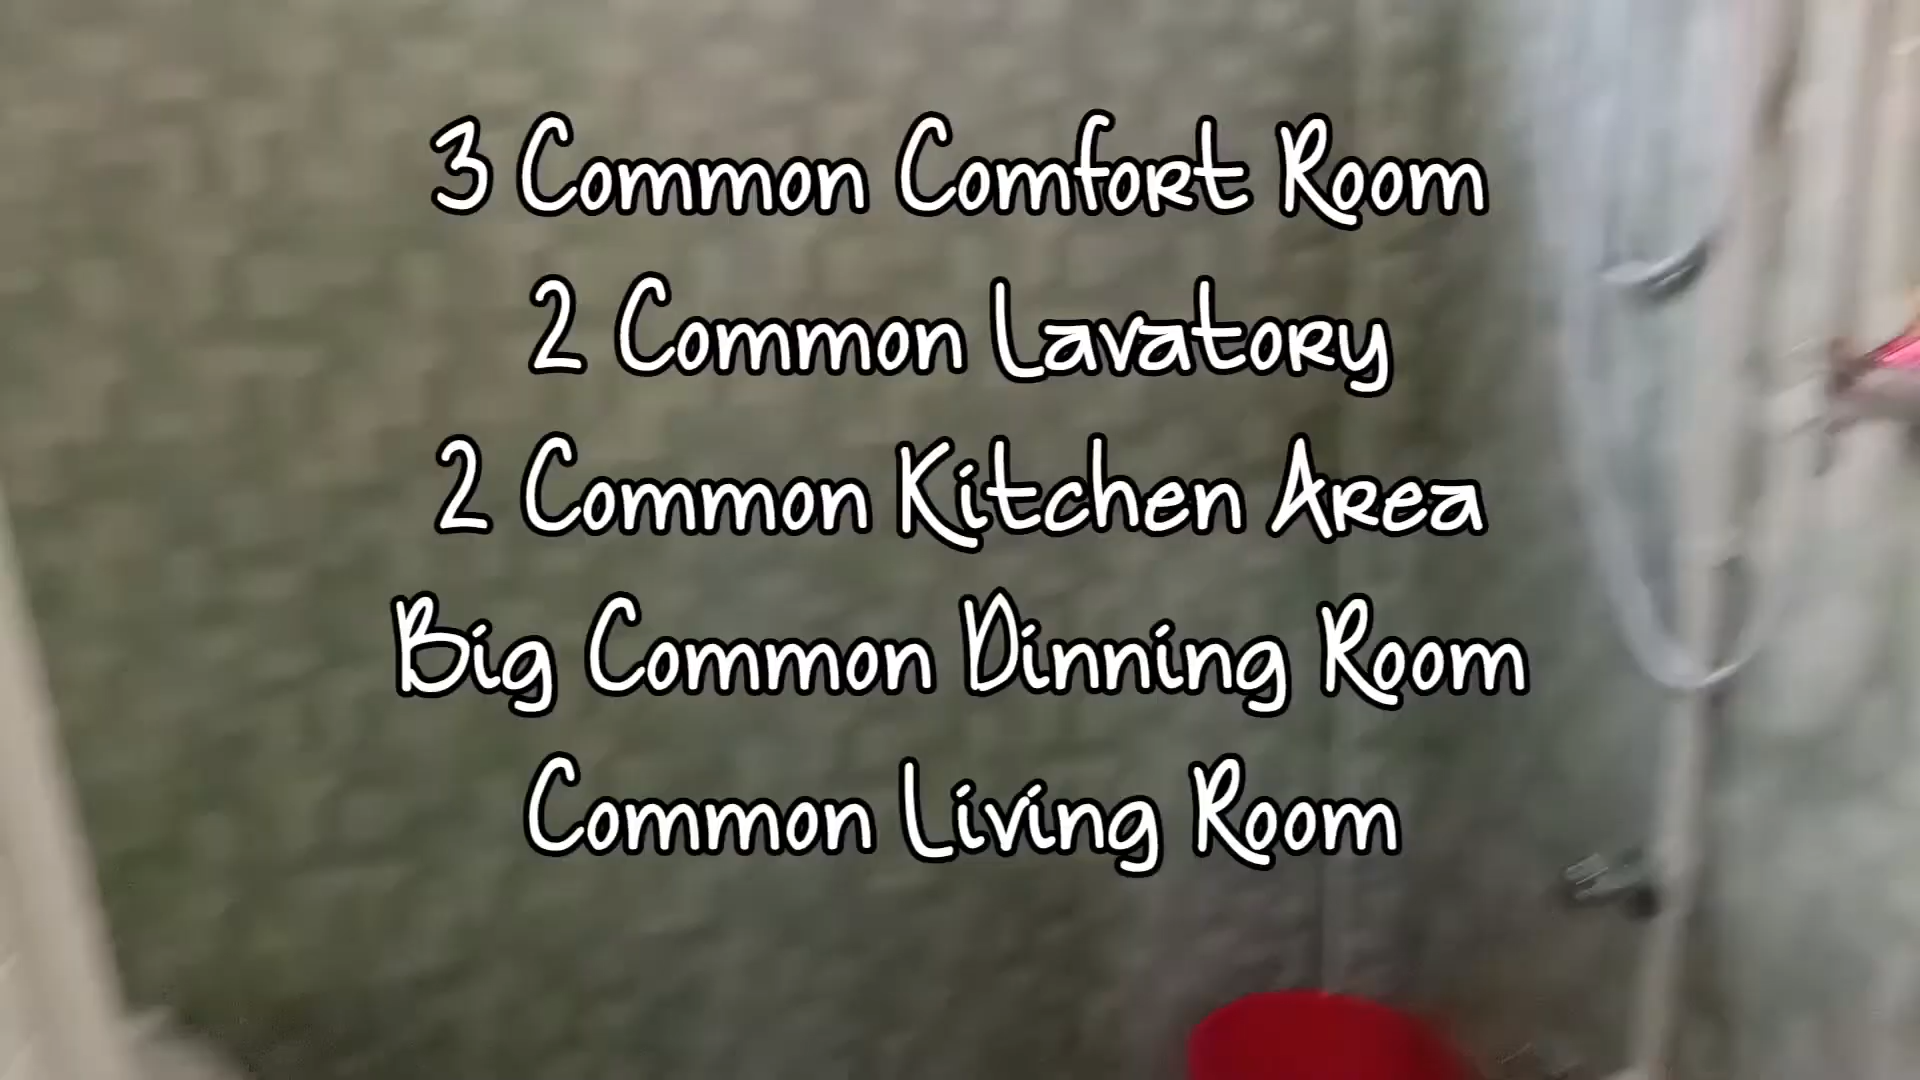 3 Common Comfort Room
2 Common Lavatory
2 Common Kitchen Area
Big Common Dinning Room
Common Living Room